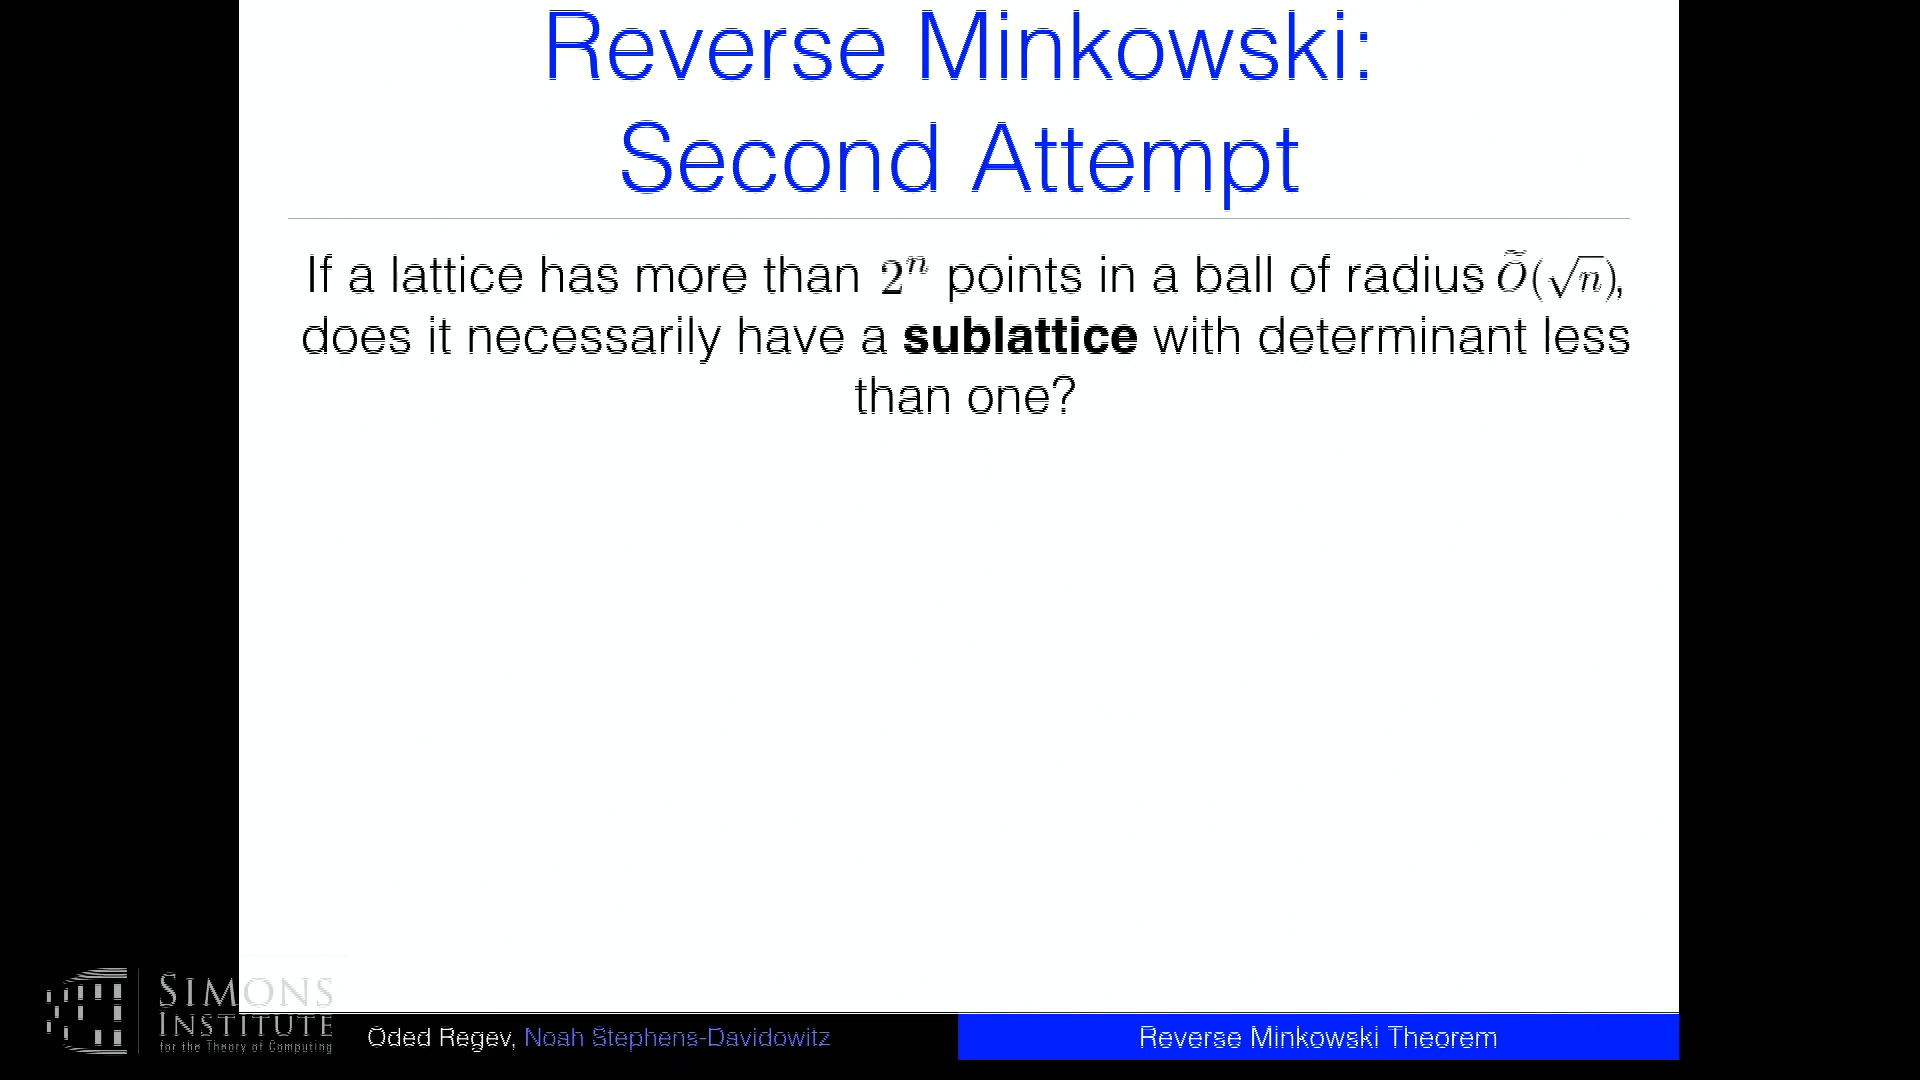 Reverse Minkowski:
Second Attempt
If a lattice has more than 2ⁿ points in a ball of radius Õ(√n),
does it necessarily have a sublattice with determinant less
than one?
SIMONS
INSTITUTE
for the Theory of Computing
Oded Regev, Noah Stephens-Davidowitz
Reverse Minkowski Theorem